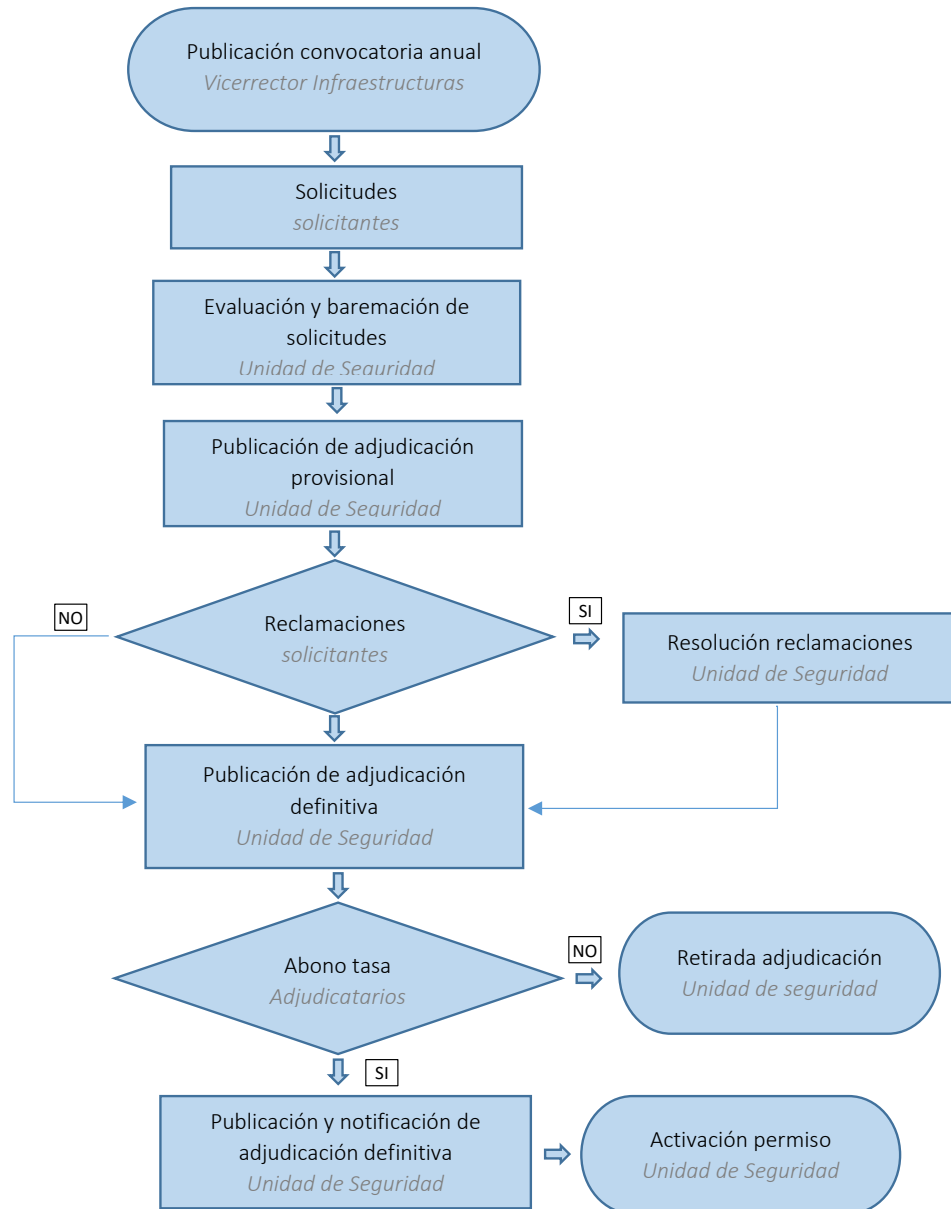 Publicación convocatoria anual
Vicerrector Infraestructuras
Solicitudes
solicitantes
Evaluación y baremación de
solicitudes
Unidad de Seguridad
Publicación de adjudicación
provisional
Unidad de Seguridad
NO
Reclamaciones
solicitantes
SI
Resolución reclamaciones
Unidad de Seguridad
Publicación de adjudicación
definitiva
Unidad de Seguridad
Abono tasa
Adjudicatarios
NO
Retirada adjudicación
Unidad de seguridad
SI
Publicación y notificación de
adjudicación definitiva
Unidad de Seguridad
Activación permiso
Unidad de Seguridad